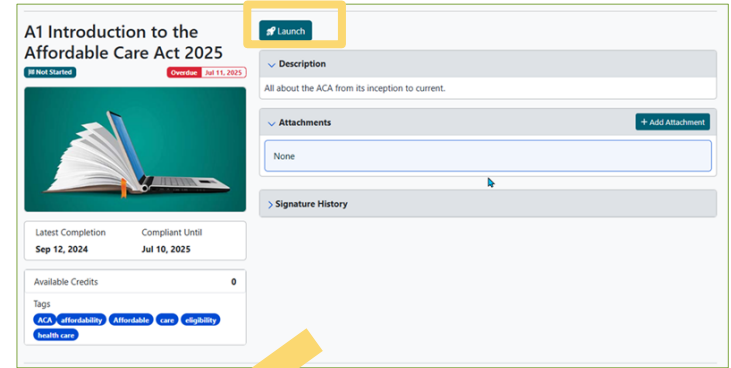 A1 Introduction to the
Affordable Care Act 2025
Not Started
Overdue Jul 11, 2025
Latest Completion Compliant Until
Sep 12, 2024 Jul 10, 2025
Available Credits 0
Tags
ACA affordability Affordable care eligibility
health care
Launch
Description
All about the ACA from its inception to current.
Attachments + Add Attachment
None
Signature History